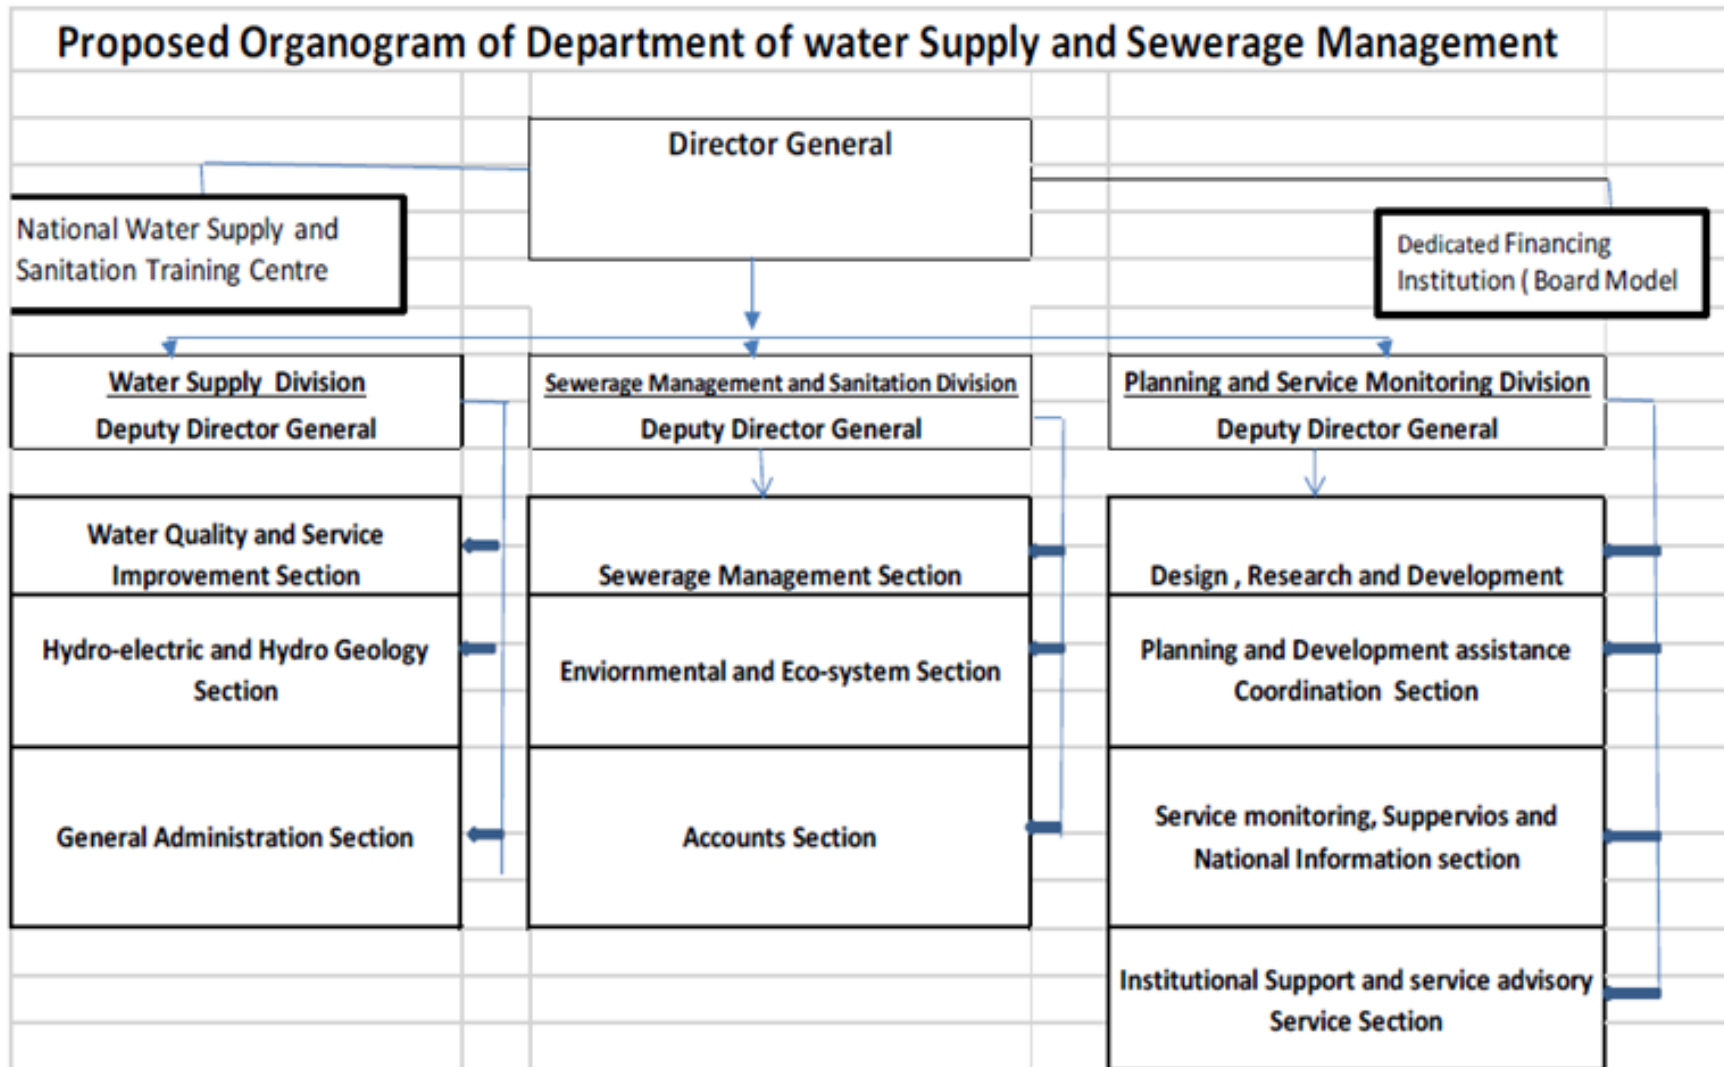 Proposed Organogram of Department of water Supply and Sewerage Management
Director General
National Water Supply and
Sanitation Training Centre
Dedicated Financing
Institution ( Board Model
Water Supply Division
Deputy Director General
Sewerage Management and Sanitation Division
Deputy Director General
Planning and Service Monitoring Division
Deputy Director General
Water Quality and Service
Improvement Section
Sewerage Management Section
Design , Research and Development
Hydro-electric and Hydro Geology
Section
Enviornmental and Eco-system Section
Planning and Development assistance
Coordination Section
General Administration Section
Accounts Section
Service monitoring, Suppervios and
National Information section
Institutional Support and service advisory
Service Section